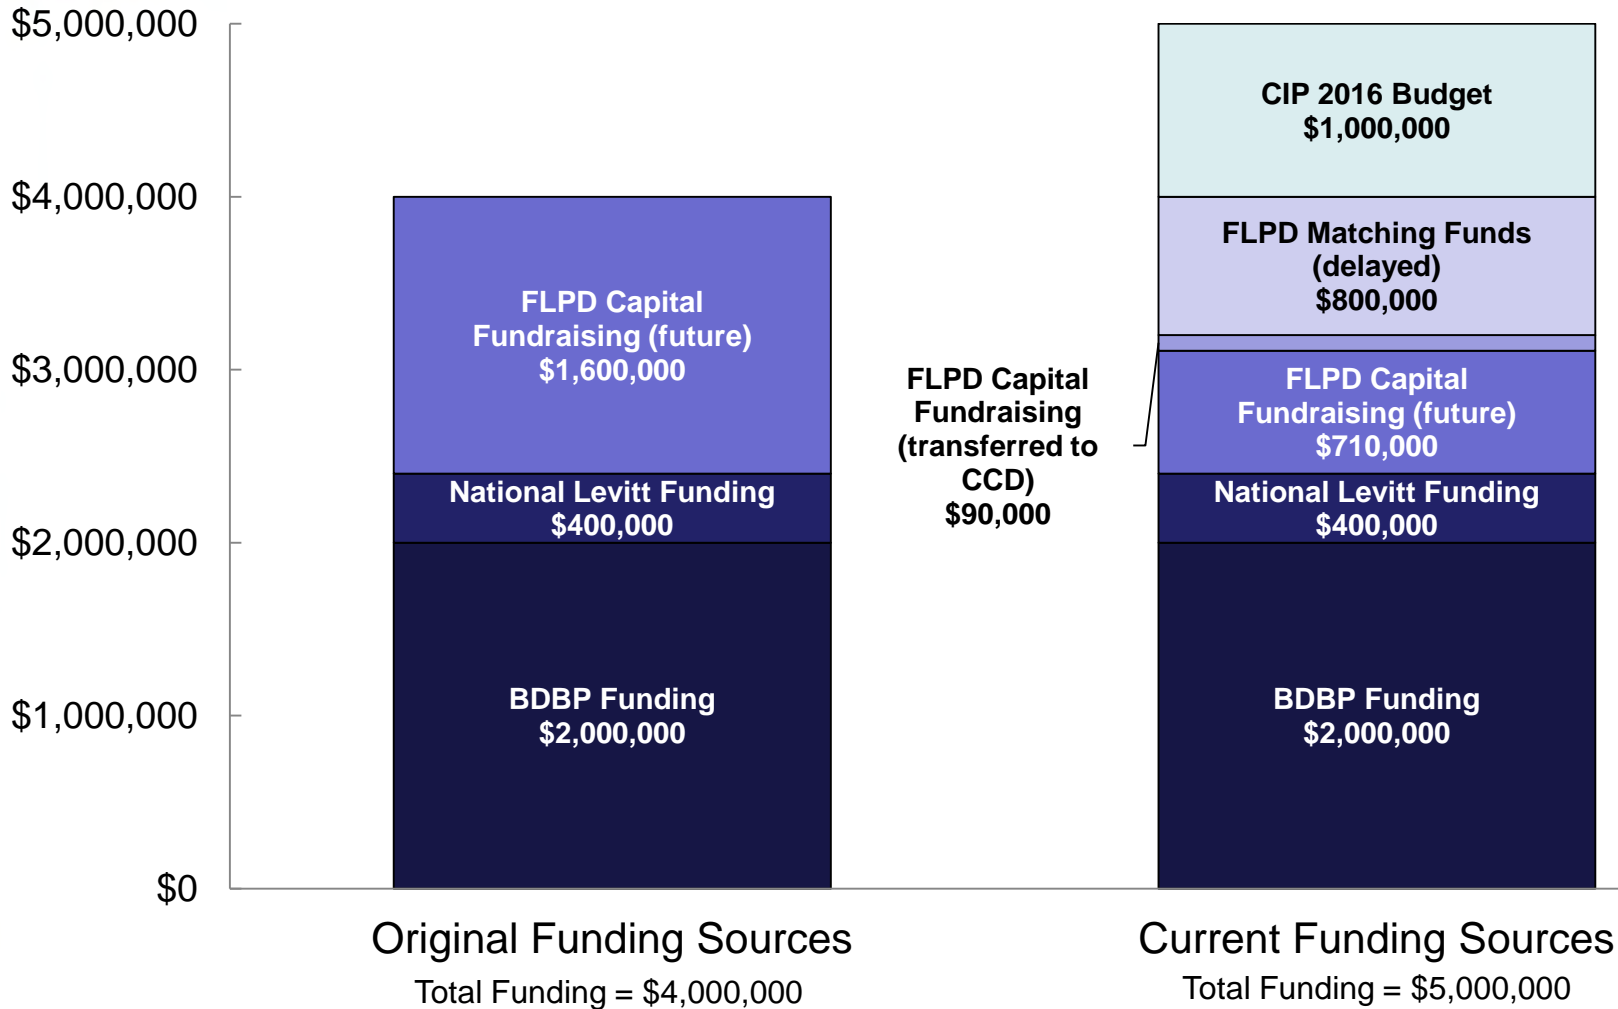 $5,000,000
$4,000,000
$3,000,000
$2,000,000
$1,000,000
$0
FLPD Capital
Fundraising (future)
$1,600,000
National Levitt Funding
$400,000
BDBP Funding
$2,000,000
FLPD Capital
Fundraising
(transferred to
CCD)
$90,000
CIP 2016 Budget
$1,000,000
FLPD Matching Funds
(delayed)
$800,000
FLPD Capital
Fundraising (future)
$710,000
National Levitt Funding
$400,000
BDBP Funding
$2,000,000
Original Funding Sources
Total Funding = $4,000,000
Current Funding Sources
Total Funding = $5,000,000